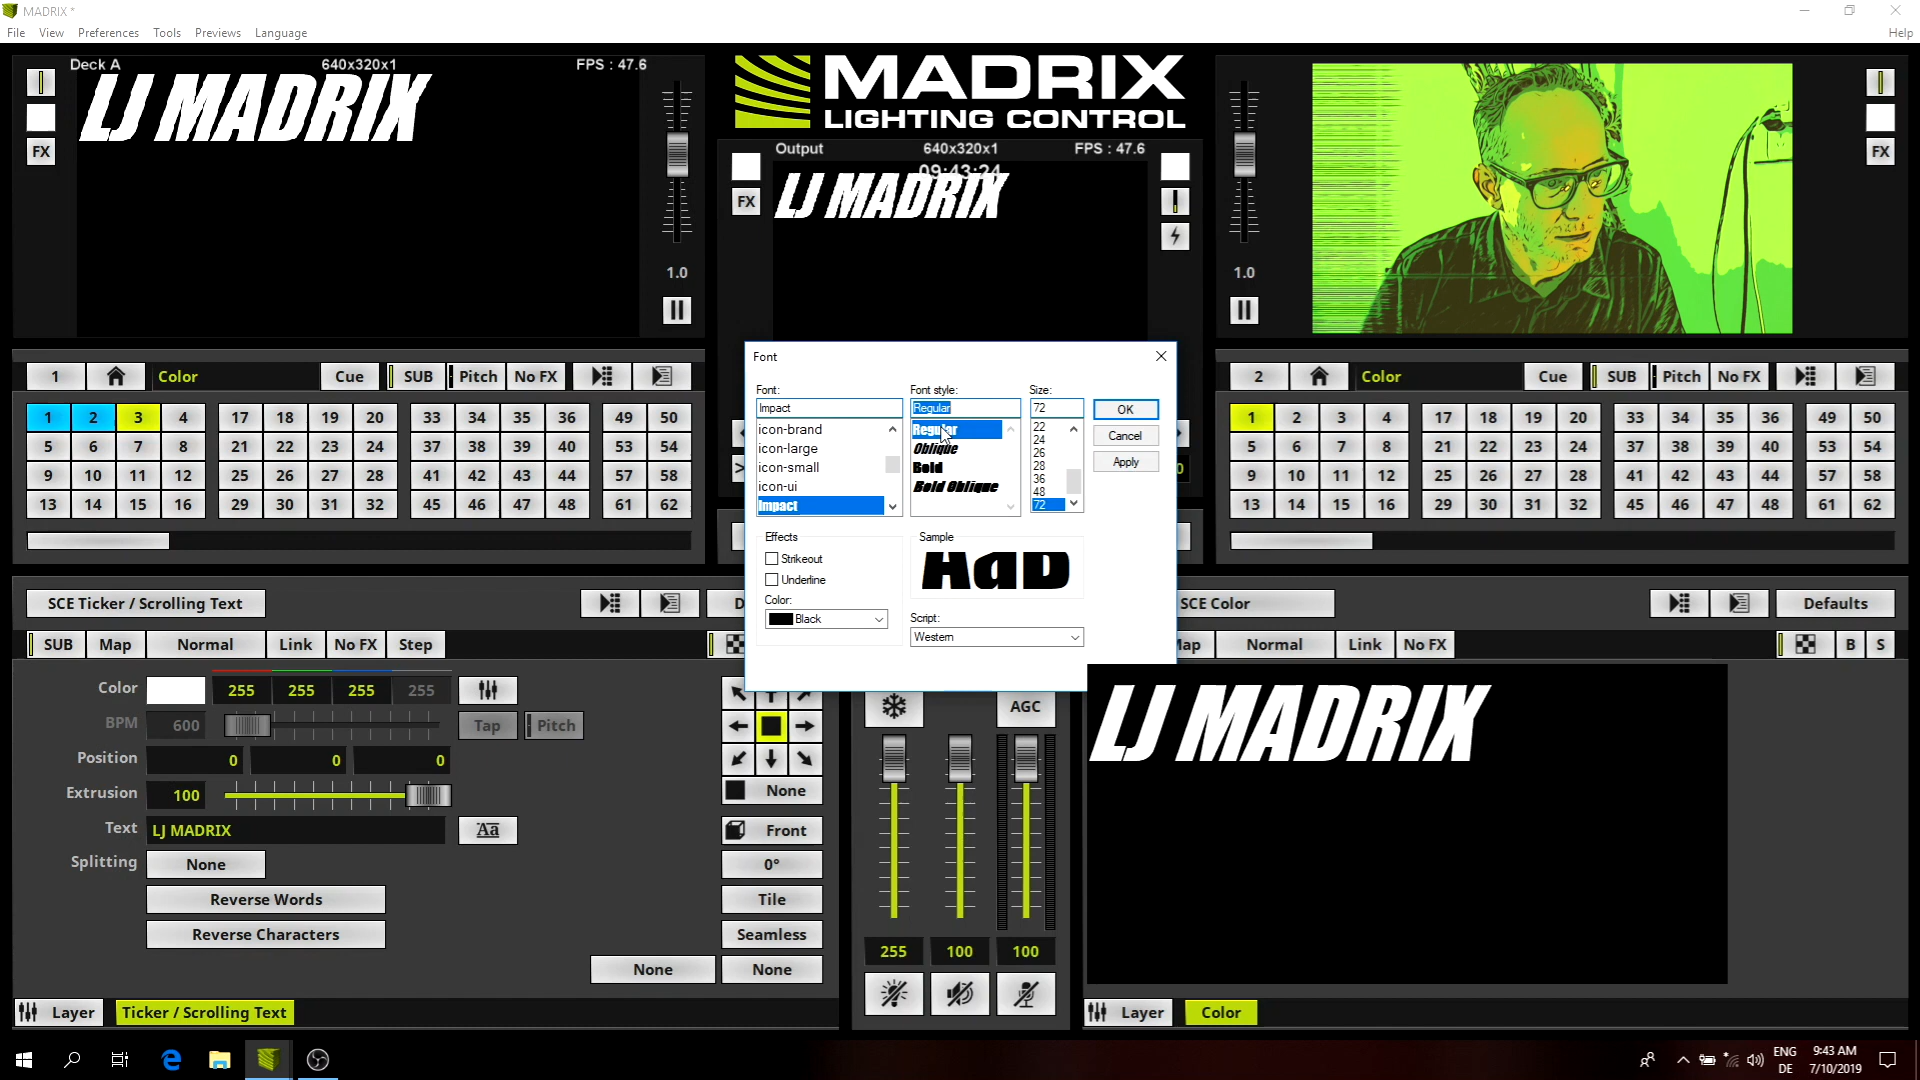 MADRIX *
File View Preferences Tools Previews Language Help
Deck A 640x320x1 FPS : 47.6
LJ MADRIX
FX
1.0
MADRIX
LIGHTING CONTROL
Output 640x320x1 FPS : 47.6
09:43:24
LJ MADRIX
FX
FX
1.0
1 Color Cue SUB Pitch No FX
1 2 3 4 17 18 19 20 33 34 35 36 49 50
5 6 7 8 21 22 23 24 37 38 39 40 53 54
9 10 11 12 25 26 27 28 41 42 43 44 57 58
13 14 15 16 29 30 31 32 45 46 47 48 61 62
Font
Font: Font style: Size:
Impact Regular 72
icon-brand
icon-large
icon-small
icon-ui
Impact
Regular
Oblique
Bold
Bold Oblique
22
24
26
28
36
48
72
OK
Cancel
Apply
Effects
Strikeout
Underline
Color:
Black
Sample
Script:
Western
2 Color Cue SUB Pitch No FX
1 2 3 4 17 18 19 20 33 34 35 36 49 50
5 6 7 8 21 22 23 24 37 38 39 40 53 54
9 10 11 12 25 26 27 28 41 42 43 44 57 58
13 14 15 16 29 30 31 32 45 46 47 48 61 62
SCE Ticker / Scrolling Text D
SUB Map Normal Link No FX Step
Color 255 255 255 255
BPM 600 Tap Pitch
Position 0 0 0
Extrusion 100
Text LJ MADRIX Aa
Splitting None
Reverse Words
Reverse Characters
None
None
Front
0°
Tile
Seamless
None
Layer Ticker / Scrolling Text
AGC
255 100 100
SCE Color Defaults
Normal Link No FX B S
LJ MADRIX
Layer Color
ENG
DE
9:43 AM
7/10/2019